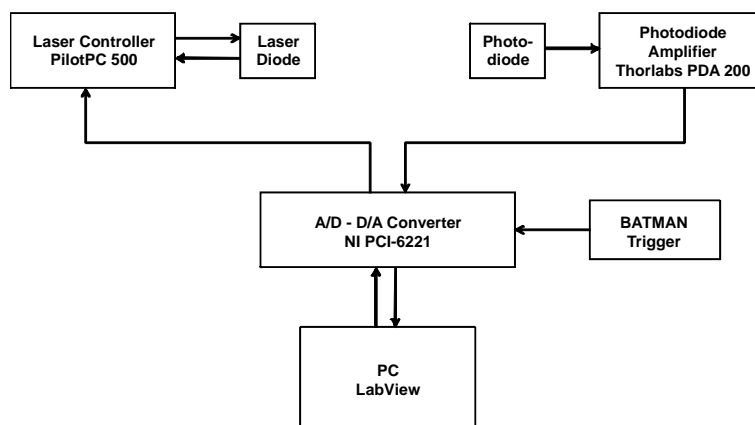 Laser Controller
PilotPC 500
Laser
Diode
Photo-
diode
Photodiode
Amplifier
Thorlabs PDA 200
A/D - D/A Converter
NI PCI-6221
BATMAN
Trigger
PC
LabView